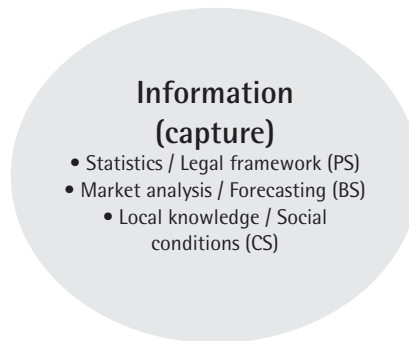 Information
(capture)
• Statistics / Legal framework (PS)
• Market analysis / Forecasting (BS)
• Local knowledge / Social
conditions (CS)